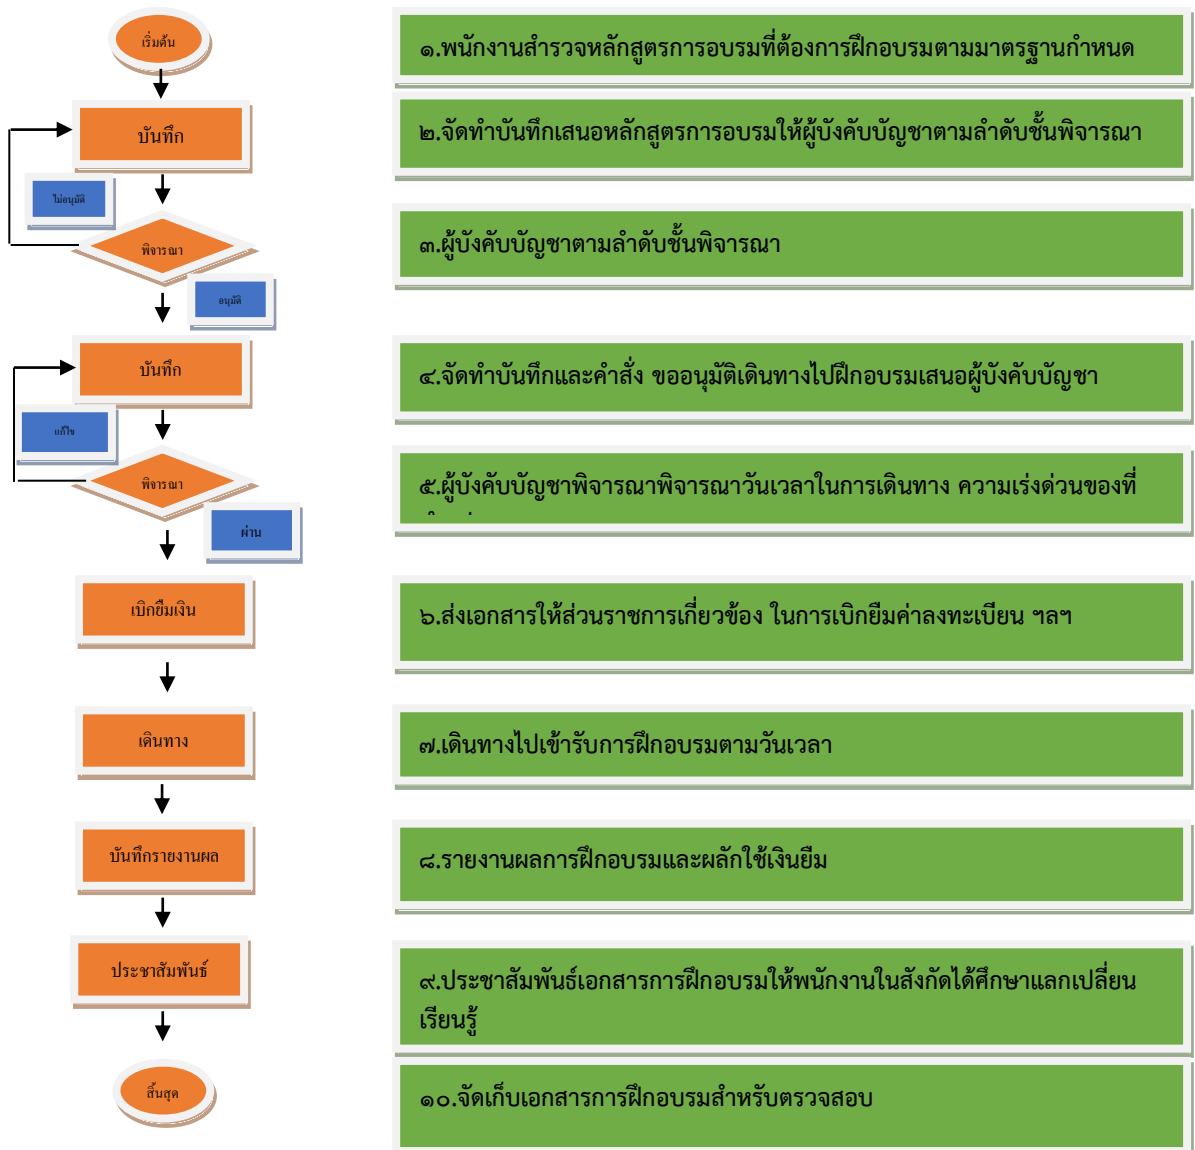 เริ่มต้น
๑.พนักงานสำรวจหลักสูตรการอบรมที่ต้องการฝึกอบรมตามมาตรฐานกำหนด
บันทึก
๒.จัดทำบันทึกเสนอหลักสูตรการอบรมให้ผู้บังคับบัญชาตามลำดับชั้นพิจารณา
ไม่อนุมัติ
พิจารณา
๓.ผู้บังคับบัญชาตามลำดับชั้นพิจารณา
อนุมัติ
บันทึก
๔.จัดทำบันทึกและคำสั่ง ขออนุมัติเดินทางไปฝึกอบรมเสนอผู้บังคับบัญชา
แก้ไข
พิจารณา
๕.ผู้บังคับบัญชาพิจารณาพิจารณาวันเวลาในการเดินทาง ความเร่งด่วนของที่
ผ่าน
เบิกยืมเงิน
๖.ส่งเอกสารให้ส่วนราชการเกี่ยวข้อง ในการเบิกยืมค่าลงทะเบียน ฯลฯ
เดินทาง
๗.เดินทางไปเข้ารับการฝึกอบรมตามวันเวลา
บันทึกรายงานผล
๘.รายงานผลการฝึกอบรมและผลักใช้เงินยืม
ประชาสัมพันธ์
๙.ประชาสัมพันธ์เอกสารการฝึกอบรมให้พนักงานในสังกัดได้ศึกษาแลกเปลี่ยน
เรียนรู้
สิ้นสุด
๑๐.จัดเก็บเอกสารการฝึกอบรมสำหรับตรวจสอบ